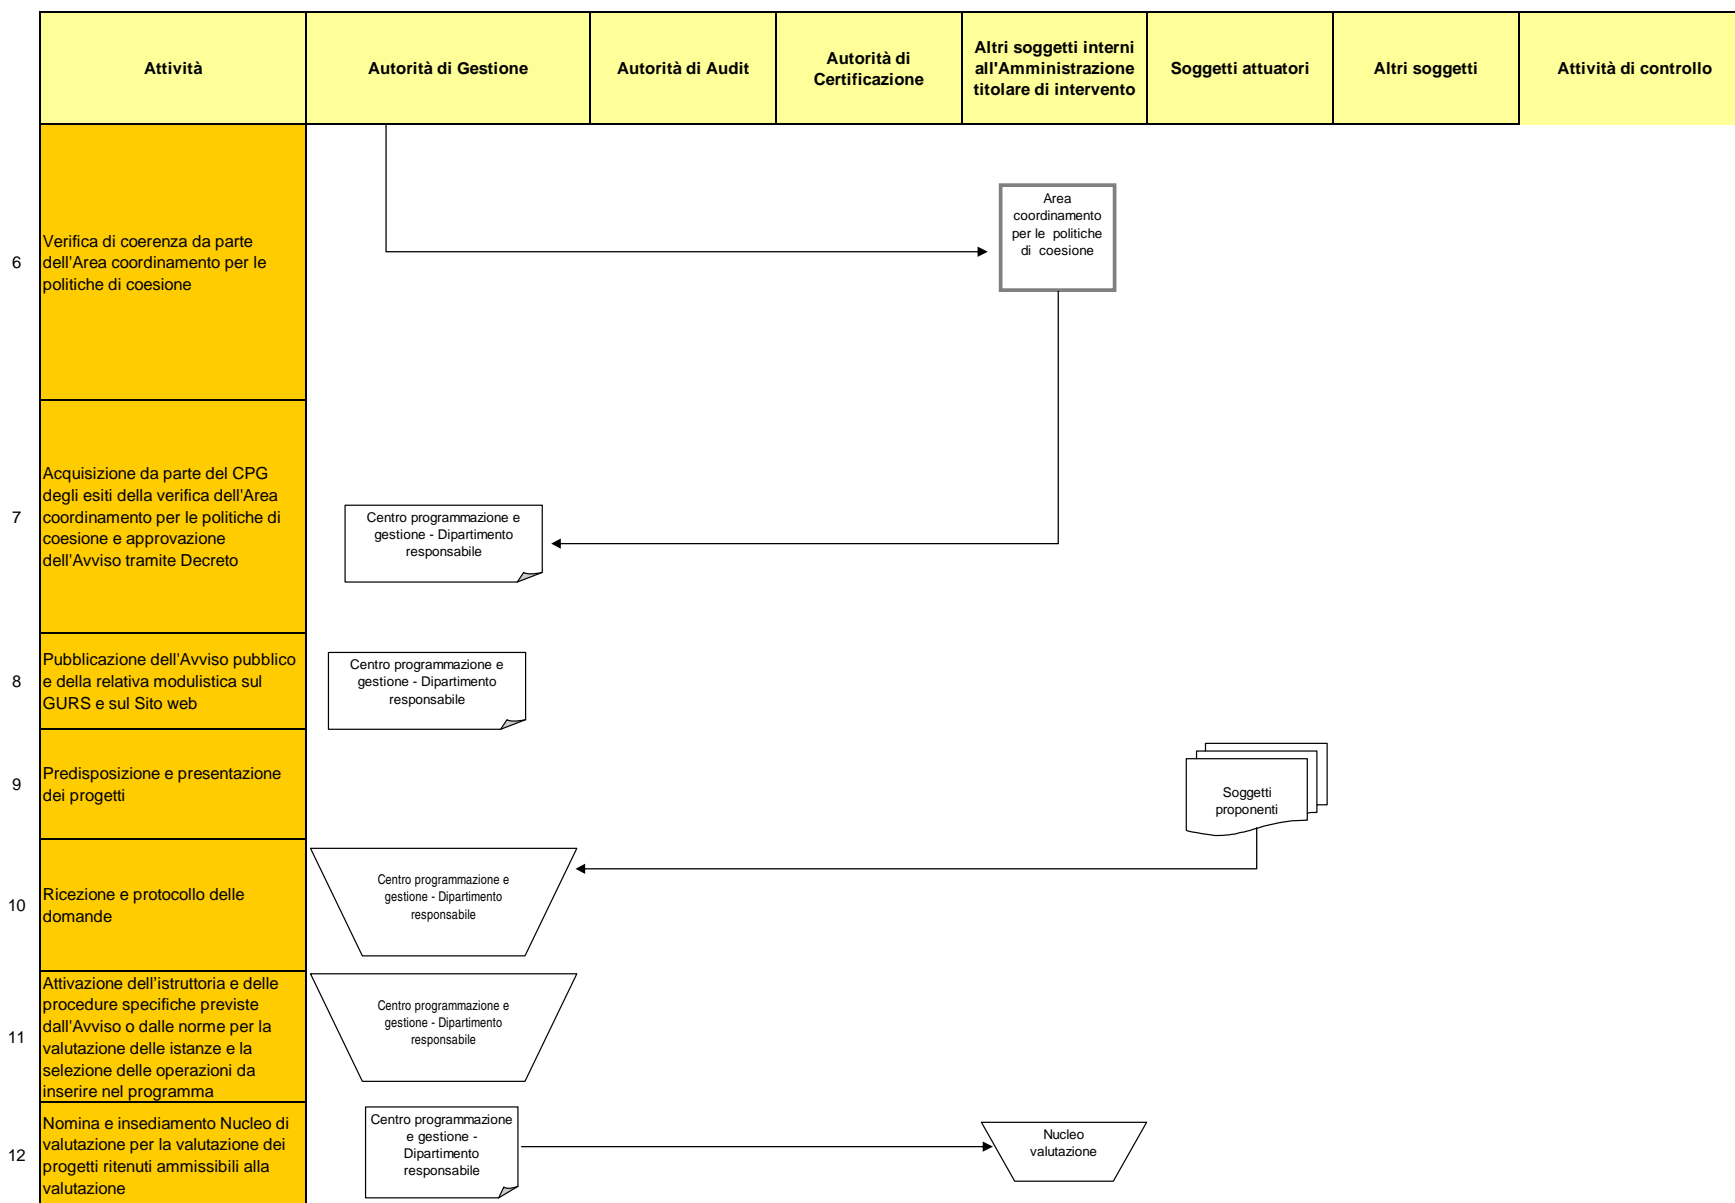 Attività
Autorità di Gestione
Autorità di Audit
Autorità di
Certificazione
Altri soggetti interni
all'Amministrazione
titolare di intervento
Soggetti attuatori
Altri soggetti
Attività di controllo
6
Verifica di coerenza da parte
dell'Area coordinamento per le
politiche di coesione
Area
coordinamento
per le politiche
di coesione
7
Acquisizione da parte del CPG
degli esiti della verifica dell'Area
coordinamento per le politiche di
coesione e approvazione
dell'Avviso tramite Decreto
Centro programmazione e
gestione - Dipartimento
responsabile
8
Pubblicazione dell'Avviso pubblico
e della relativa modulistica sul
GURS e sul Sito web
Centro programmazione e
gestione - Dipartimento
responsabile
9
Predisposizione e presentazione
dei progetti
Soggetti
proponenti
10
Ricezione e protocollo delle
domande
Centro programmazione e
gestione - Dipartimento
responsabile
11
Attivazione dell'istruttoria e delle
procedure specifiche previste
dall'Avviso o dalle norme per la
valutazione delle istanze e la
selezione delle operazioni da
inserire nel programma
Centro programmazione e
gestione - Dipartimento
responsabile
12
Nomina e insediamento Nucleo di
valutazione per la valutazione dei
progetti ritenuti ammissibili alla
valutazione
Centro programmazione
e gestione -
Dipartimento
responsabile
Nucleo
valutazione